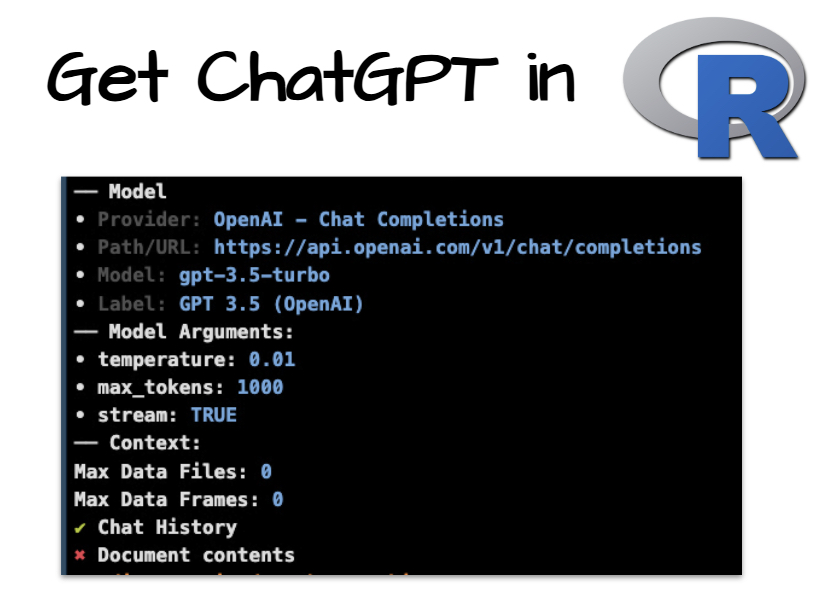 Get ChatGPT in R
── Model
• Provider: OpenAI – Chat Completions
• Path/URL: https://api.openai.com/v1/chat/completions
• Model: gpt-3.5-turbo
• Label: GPT 3.5 (OpenAI)
── Model Arguments:
• temperature: 0.01
• max_tokens: 1000
• stream: TRUE
── Context:
Max Data Files: 0
Max Data Frames: 0
✔ Chat History
✖ Document contents